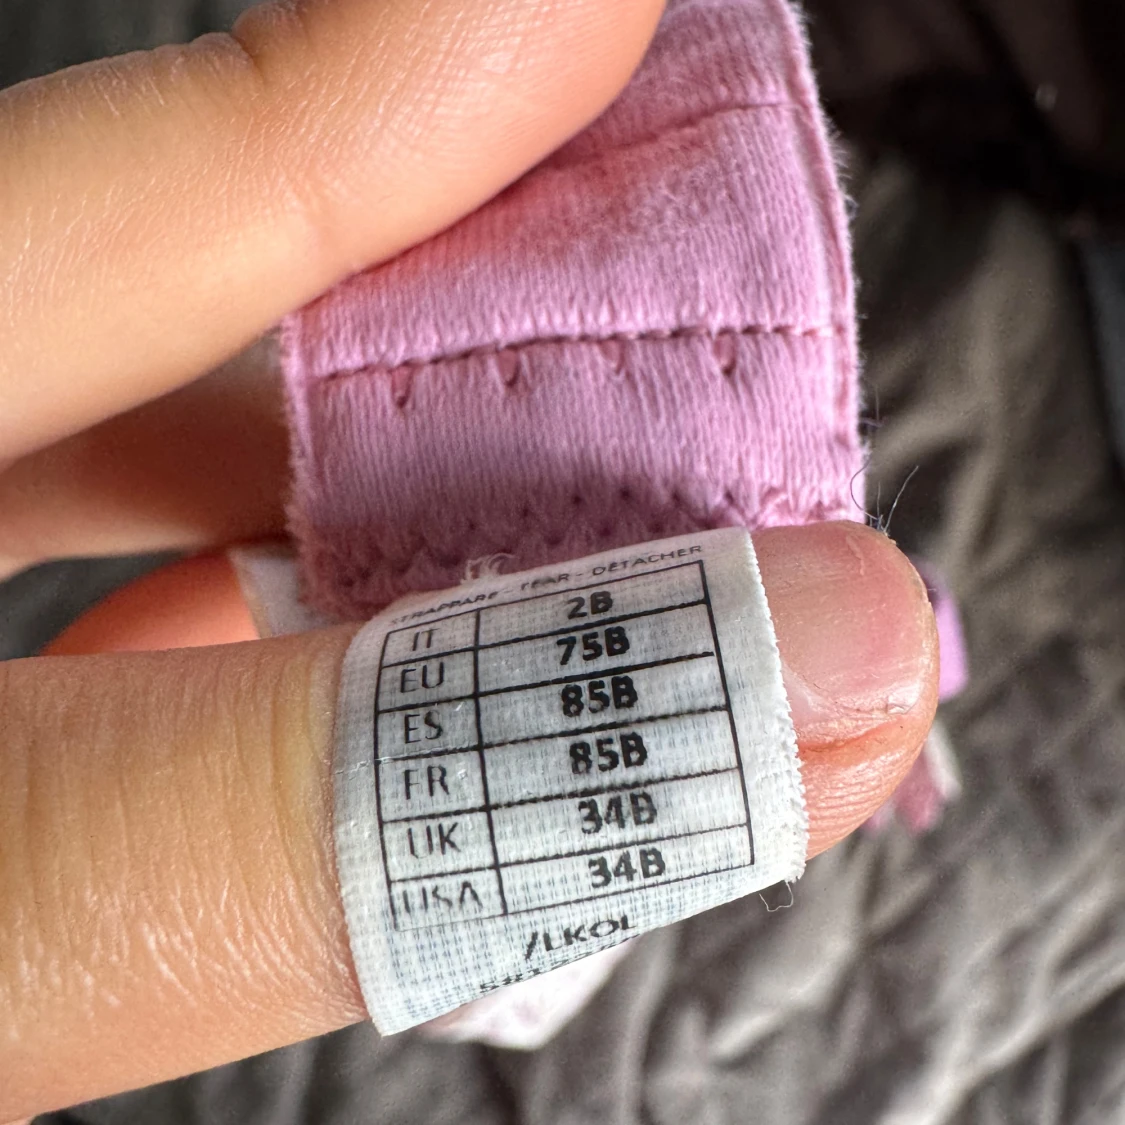 STRAPPARE - TEAR - DÉTACHER
IT 2B
EU 75B
ES 85B
FR 85B
UK 34B
USA 34B
/LKOL